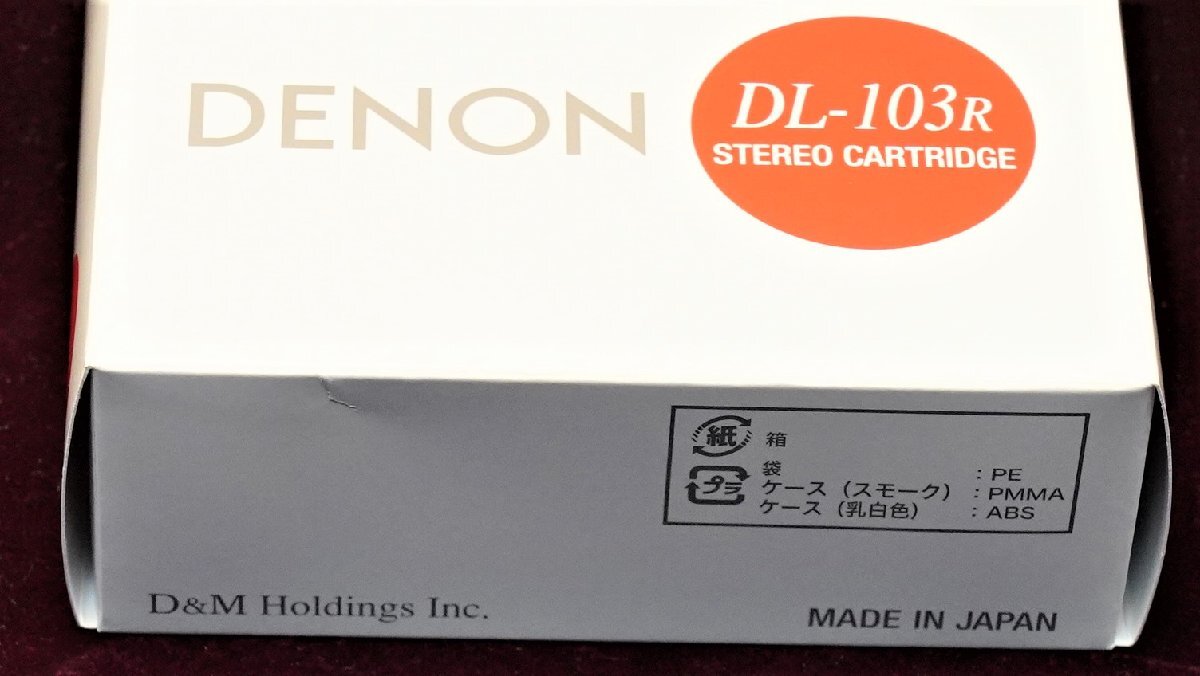 DENON
DL-103R
STEREO CARTRIDGE
紙 箱
プラ 袋 : PE
ケース (スモーク) : PMMA
ケース (乳白色) : ABS
D&M Holdings Inc.
MADE IN JAPAN